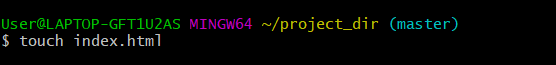 User@LAPTOP-GFT1U2AS MINGW64 ~/project_dir (master)
$ touch index.html